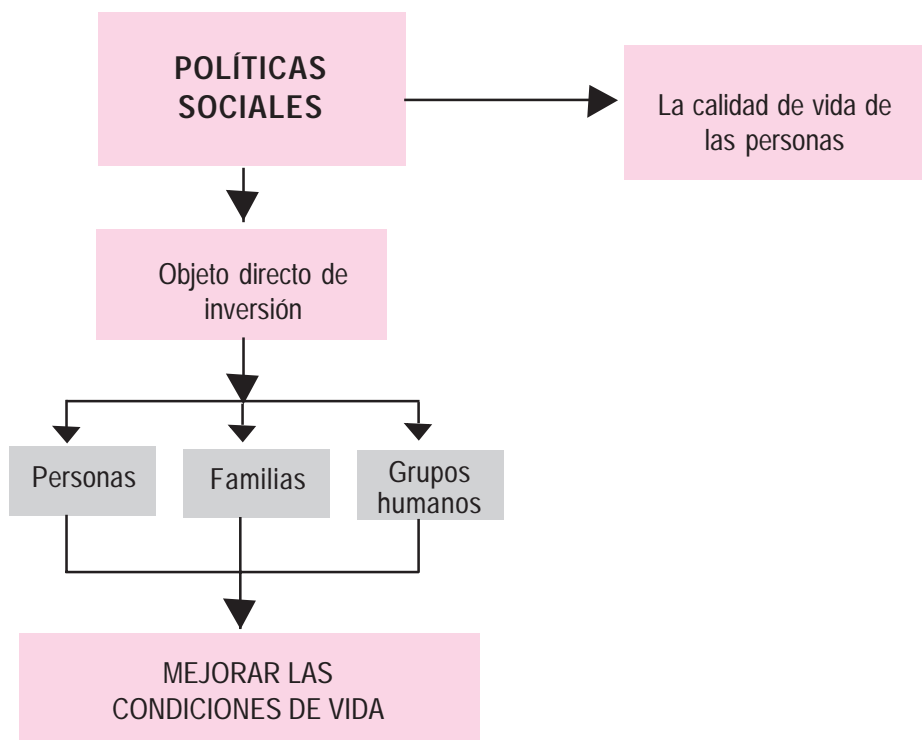 POLÍTICAS
SOCIALES
La calidad de vida de
las personas
Objeto directo de
inversión
Personas
Familias
Grupos
humanos
MEJORAR LAS
CONDICIONES DE VIDA